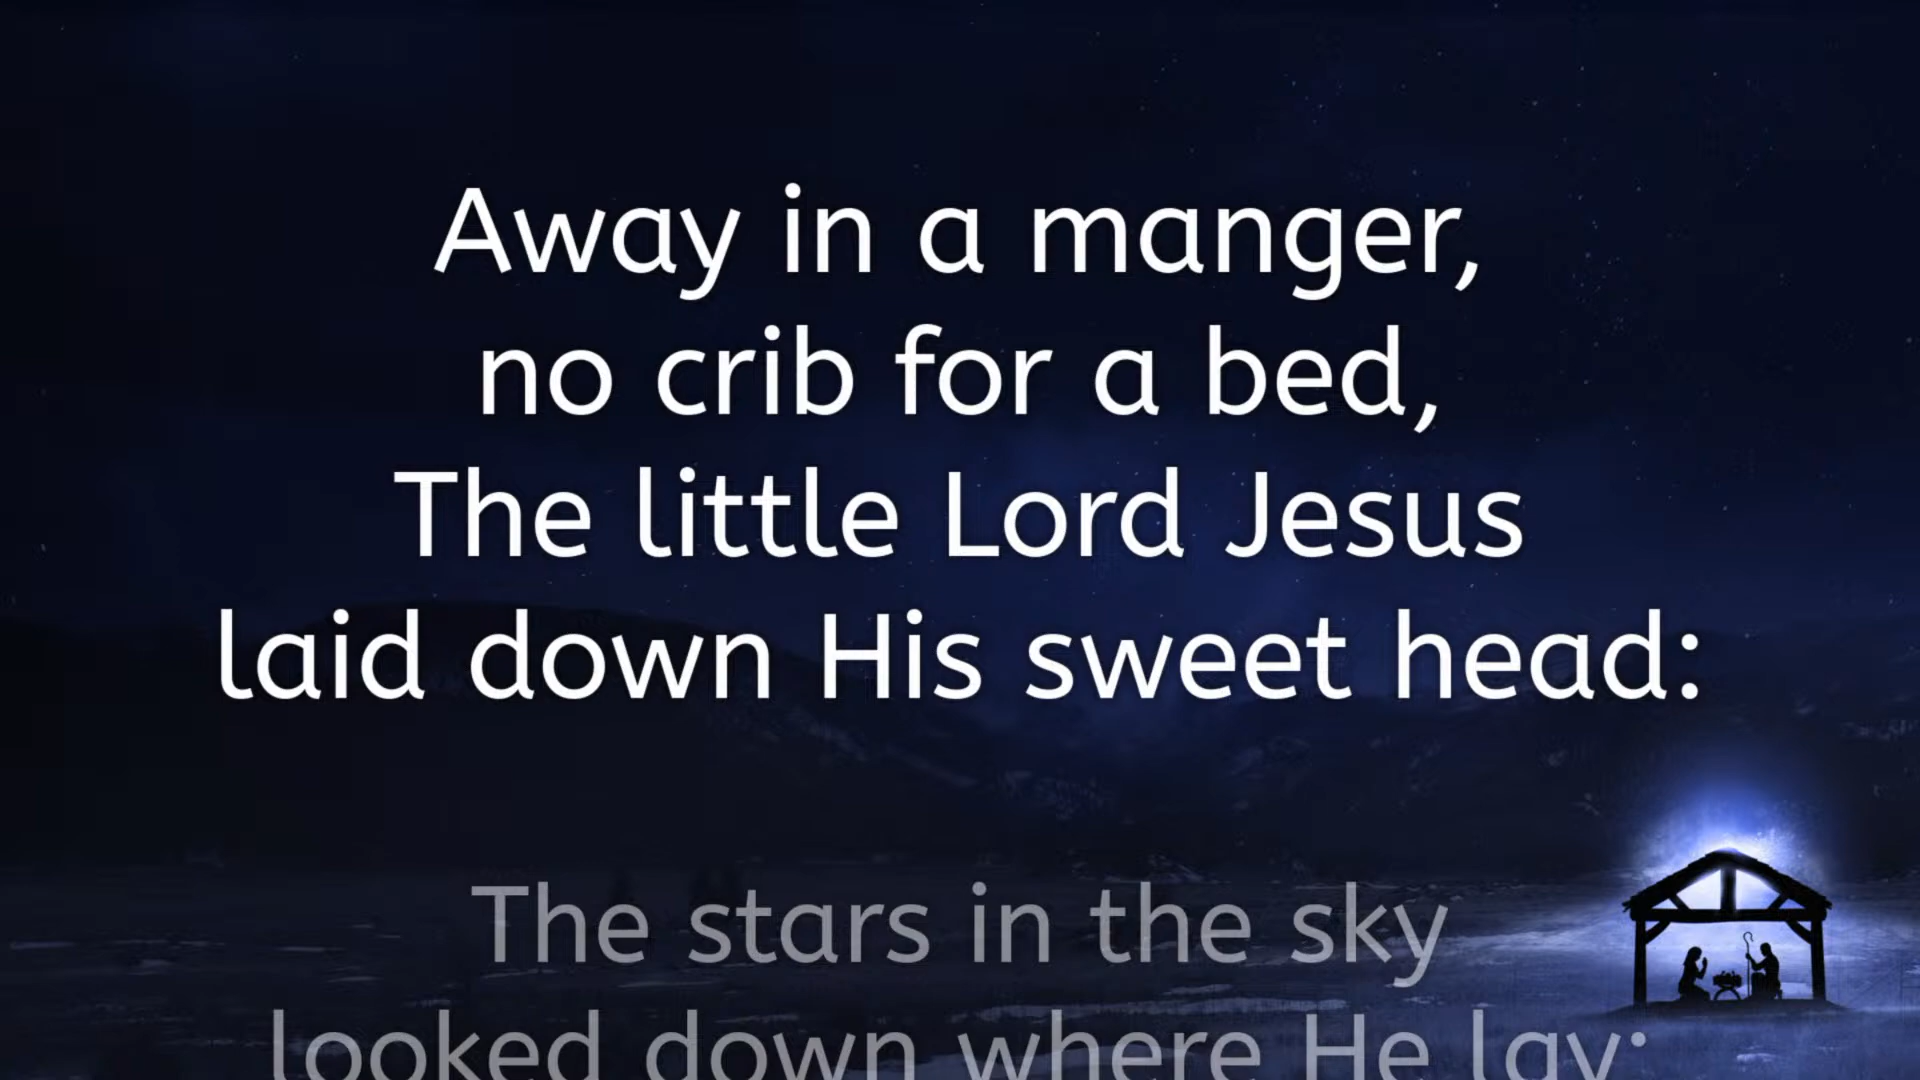 Away in a manger,
no crib for a bed,
The little Lord Jesus
laid down His sweet head:
The stars in the sky
looked down where He lay: